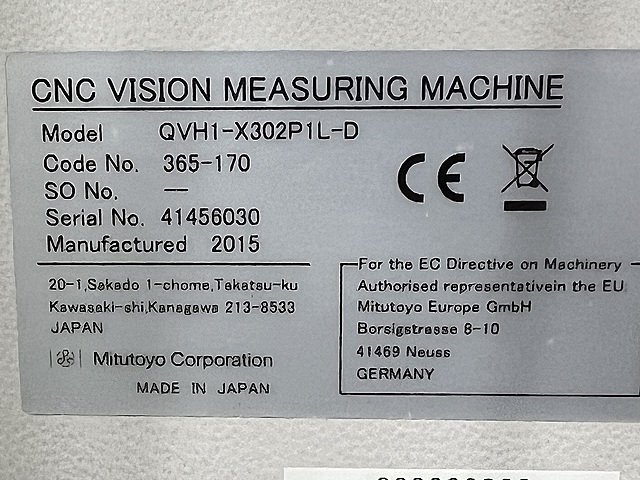 CNC VISION MEASURING MACHINE
Model QVH1-X302P1L-D
Code No. 365-170
SO No. —
Serial No. 41456030
Manufactured 2015
20-1,Sakado 1-chome,Takatsu-ku
Kawasaki-shi,Kanagawa 213-8533
JAPAN
Mitutoyo Corporation
MADE IN JAPAN
CE
For the EC Directive on Machinery
Authorised representativein the EU
Mitutoyo Europe GmbH
Borsigstrasse 8-10
41469 Neuss
GERMANY